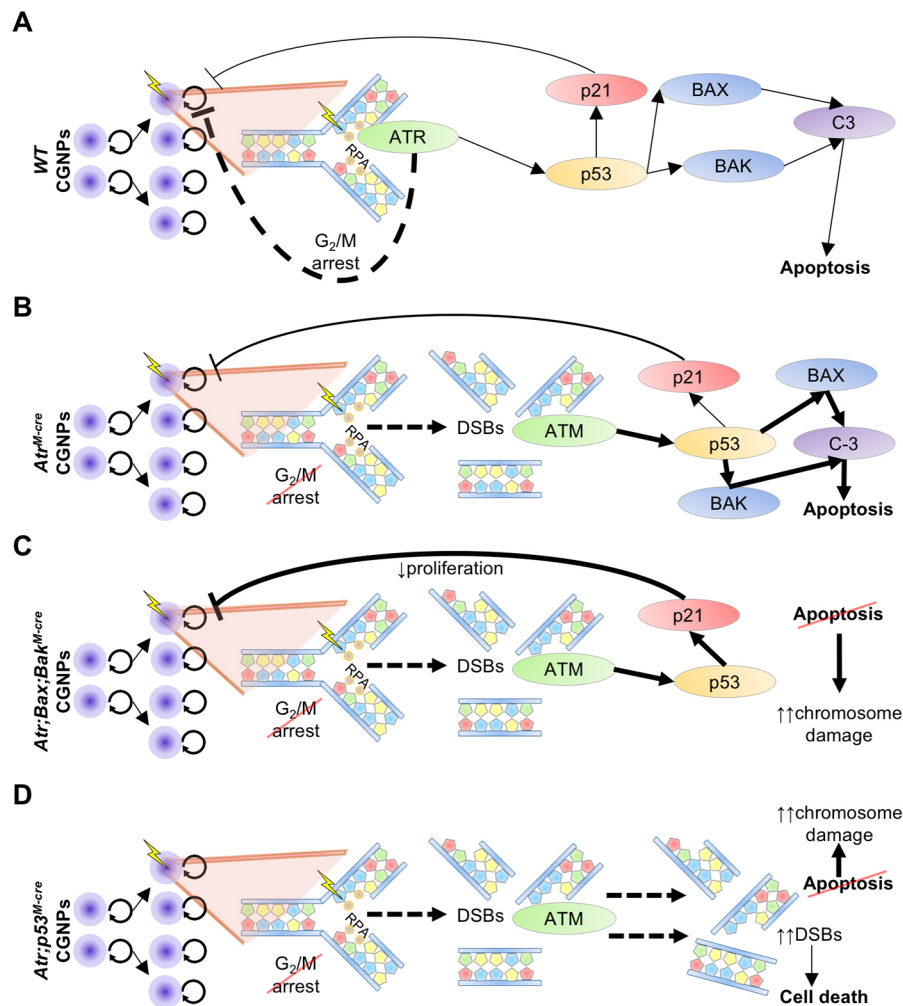 A
WT
CGNPs
RPA
ATR
G2/M
arrest
p21
p53
BAX
BAK
C3
Apoptosis
B
AtrM-cre
CGNPs
RPA
G2/M
arrest
DSBs
ATM
p21
p53
BAX
C-3
BAK
Apoptosis
C
Atr;Bax;BakM-cre
CGNPs
↓proliferation
RPA
G2/M
arrest
DSBs
ATM
p21
p53
Apoptosis
↑↑chromosome
damage
D
Atr;p53M-cre
CGNPs
RPA
G2/M
arrest
DSBs
ATM
↑↑chromosome
damage
Apoptosis
↑↑DSBs
Cell death